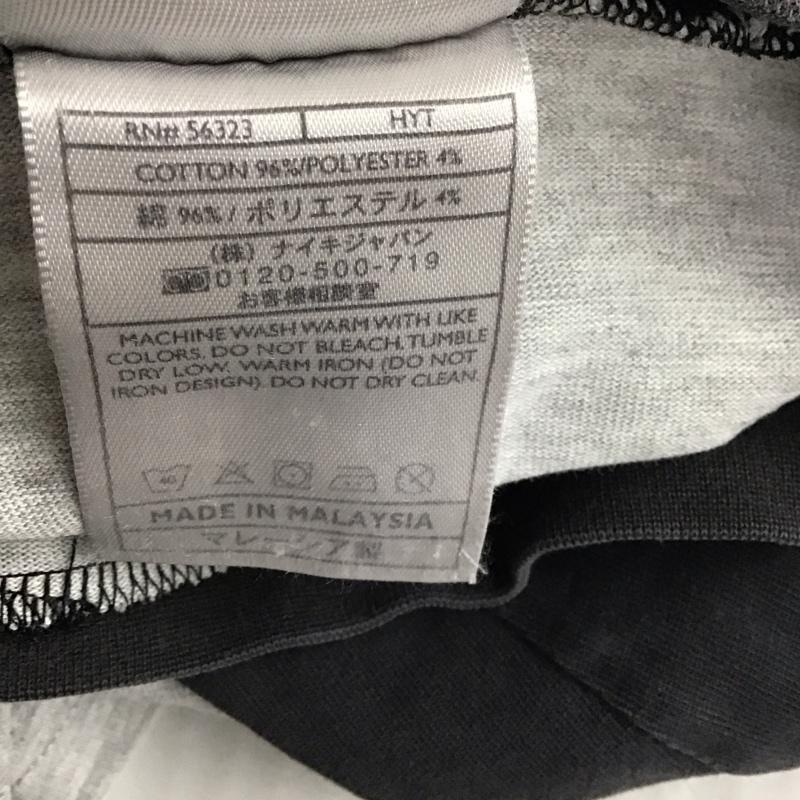 RN# 56323 HYT
COTTON 96%/POLYESTER 4%
綿 96% / ポリエステル 4%
(株) ナイキジャパン
0120-500-719
お客様相談室
MACHINE WASH WARM WITH LIKE
COLORS. DO NOT BLEACH. TUMBLE
DRY LOW. WARM IRON (DO NOT
IRON DESIGN). DO NOT DRY CLEAN.
40
MADE IN MALAYSIA
マレーシア製